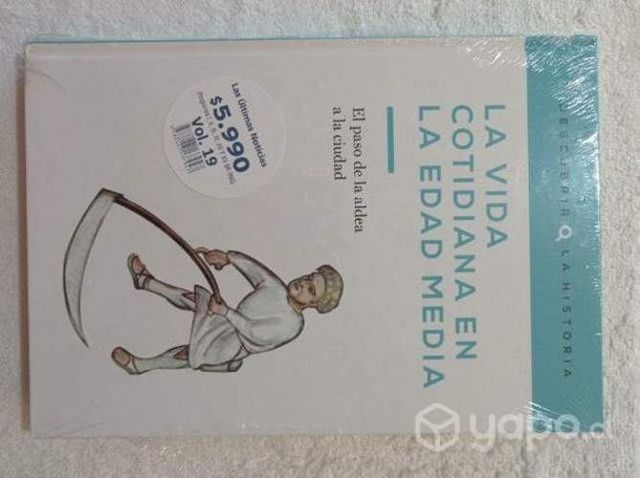 DESCUBRIR LA HISTORIA
LA VIDA
COTIDIANA EN
LA EDAD MEDIA
El paso de la aldea
a la ciudad
Las Últimas Noticias
$5.990
Vol. 19
yapo.cl